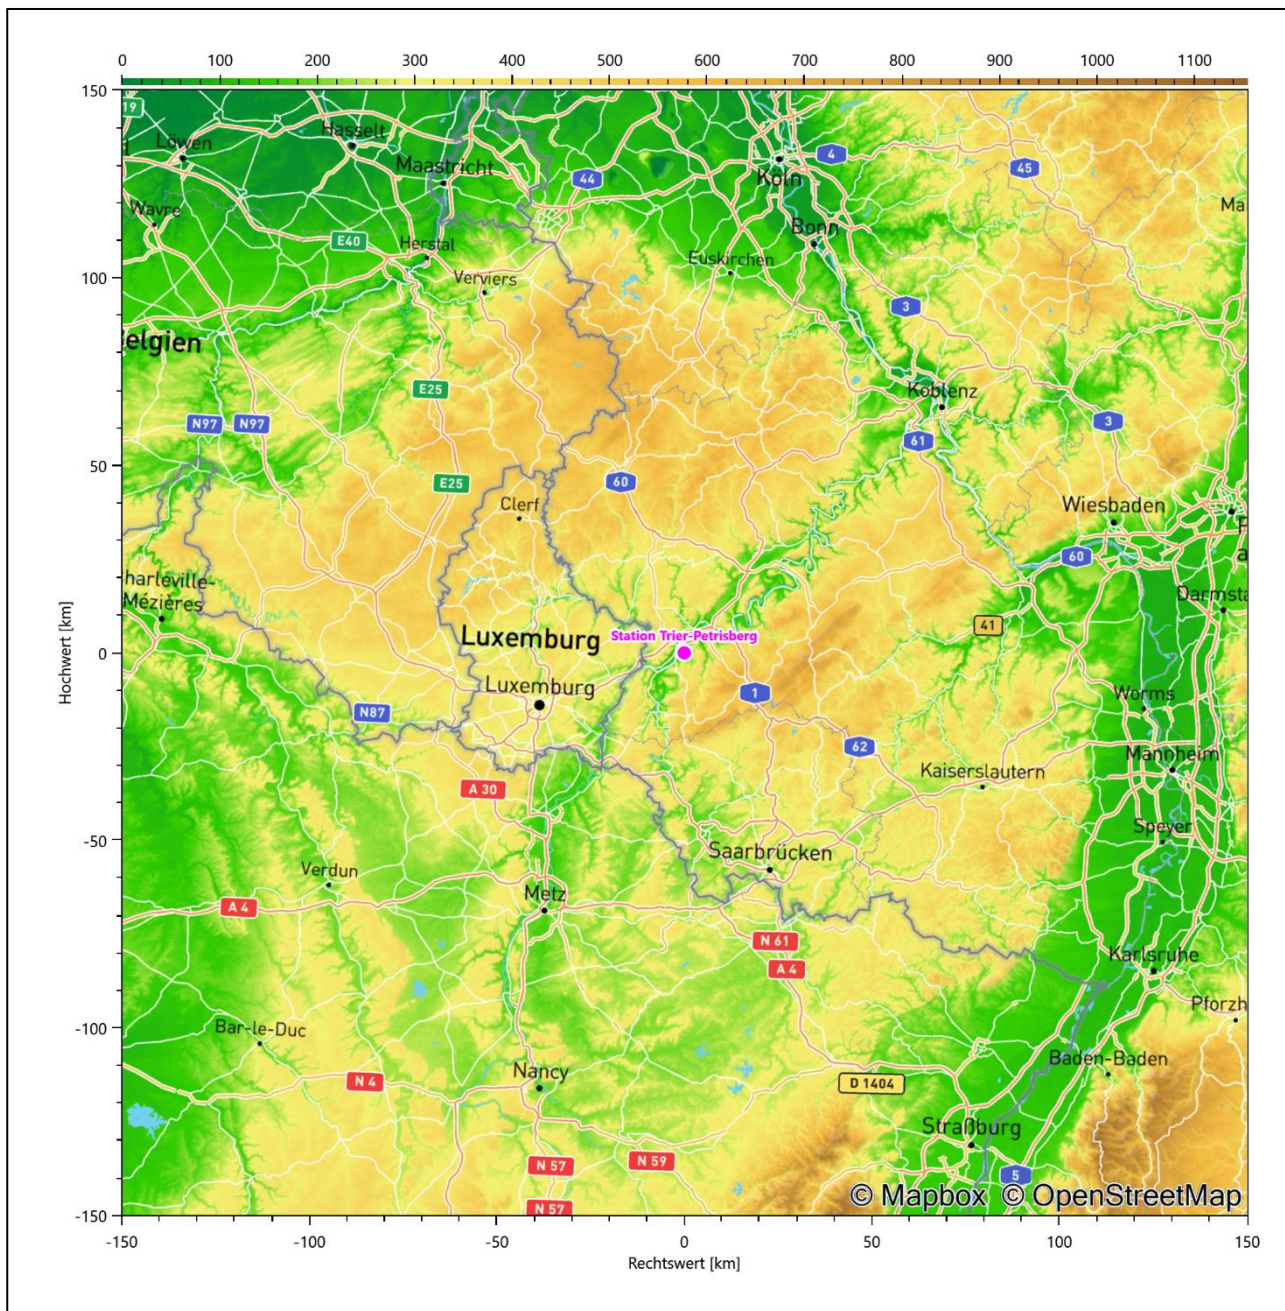 0 100 200 300 400 500 600 700 800 900 1000 1100
150
19
Löwen
Hasselt
Maastricht
44
Köln
4
45
Wavre
Ma
E40
Herstal
Bonn
Verviers
Euskirchen
100
3
elgien
E25
Koblenz
N97
N97
3
61
50
E25
60
Clerf
Wiesbaden
F
60
a
harleville-
Mézières
Darmsta
41
Luxemburg
Station Trier-Petrisberg
0
Hochwert [km]
Luxemburg
1
Worms
N87
62
Mannheim
Kaiserslautern
A 30
Speyer
-50
Saarbrücken
Verdun
Metz
A 4
N 61
A 4
Karlsruhe
Pforzh
-100
Bar-le-Duc
Nancy
Baden-Baden
N 4
D 1404
Straßburg
N 57
N 59
5
© Mapbox © OpenStreetMap
N 57
-150
-150 -100 -50 0 50 100 150
Rechtswert [km]